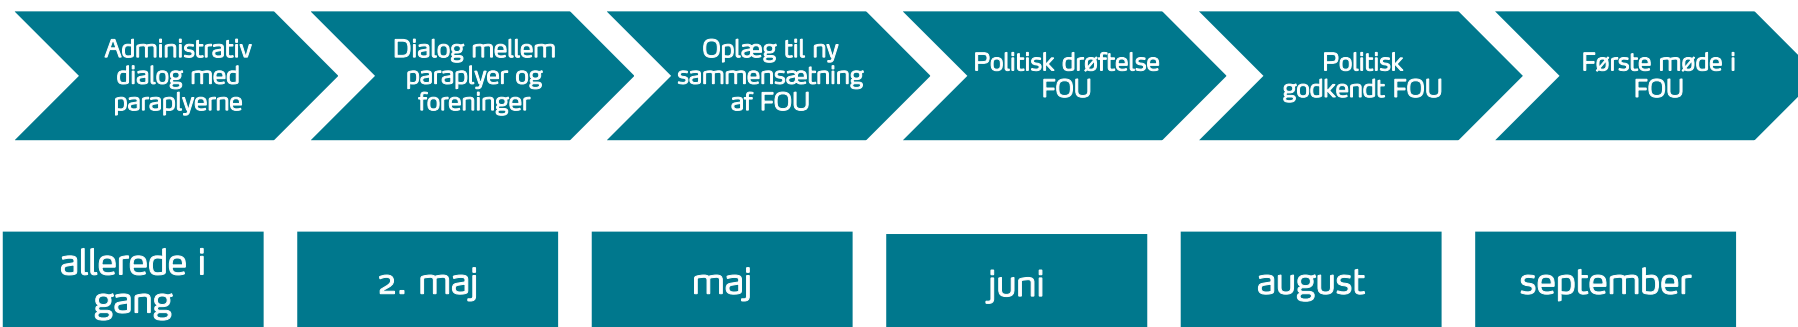 Administrativ
dialog med
paraplyerne
Dialog mellem
paraplyer og
foreninger
Oplæg til ny
sammensætning
af FOU
Politisk drøftelse
FOU
Politisk
godkendt FOU
Første møde i
FOU
allerede i
gang
2. maj
maj
juni
august
september